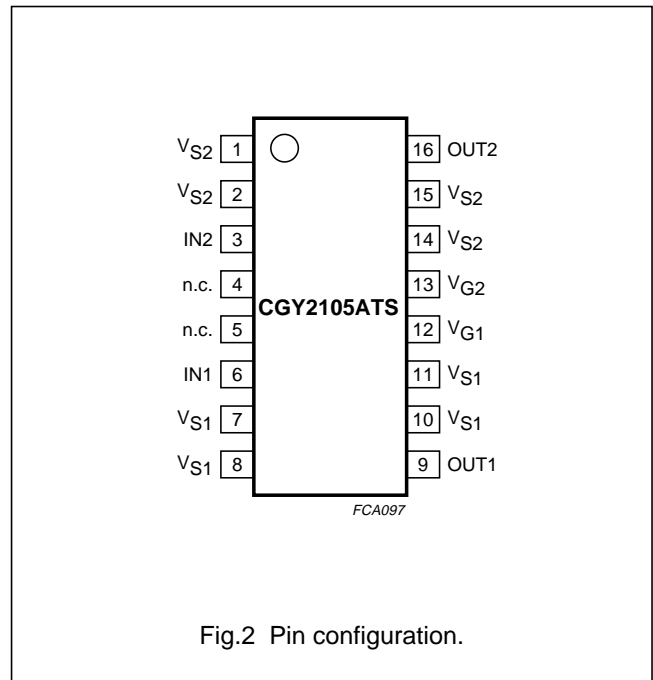 VS2 1 16 OUT2
VS2 2 15 VS2
IN2 3 14 VS2
n.c. 4 13 VG2
CGY2105ATS
n.c. 5 12 VG1
IN1 6 11 VS1
VS1 7 10 VS1
VS1 8 9 OUT1
FCA097
Fig.2 Pin configuration.